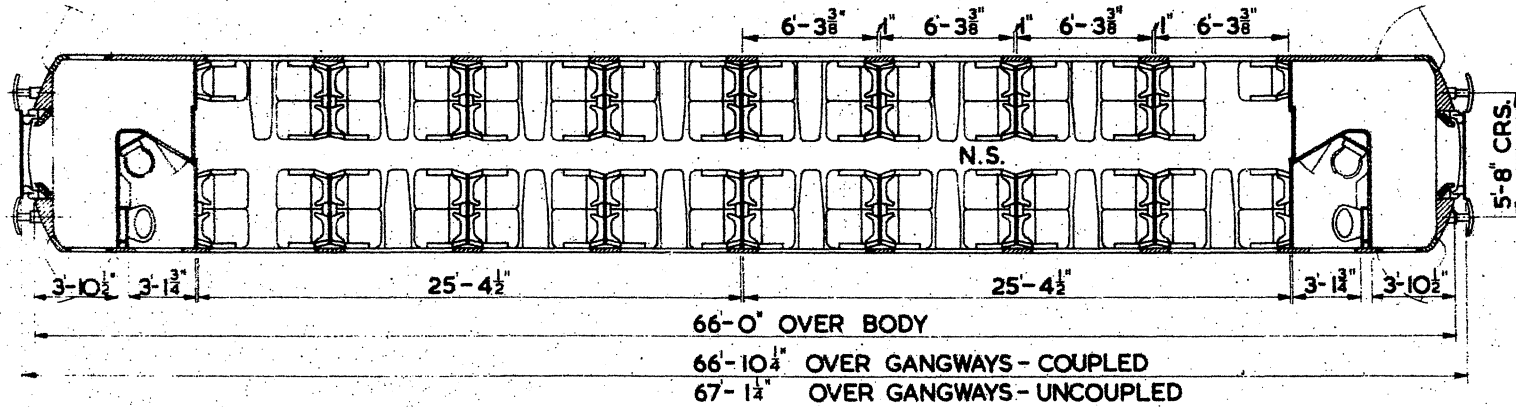 6'-3⅜" 1" 6'-3⅜" 1" 6'-3⅜" 1" 6'-3⅜"
N.S.
5'-8" CRS.
3'-10½" 3'-1¾" 25'-4½" 25'-4½" 3'-1¾" 3'-10½"
66'-0" OVER BODY
66'-10¼" OVER GANGWAYS-COUPLED
67'-1¼" OVER GANGWAYS-UNCOUPLED